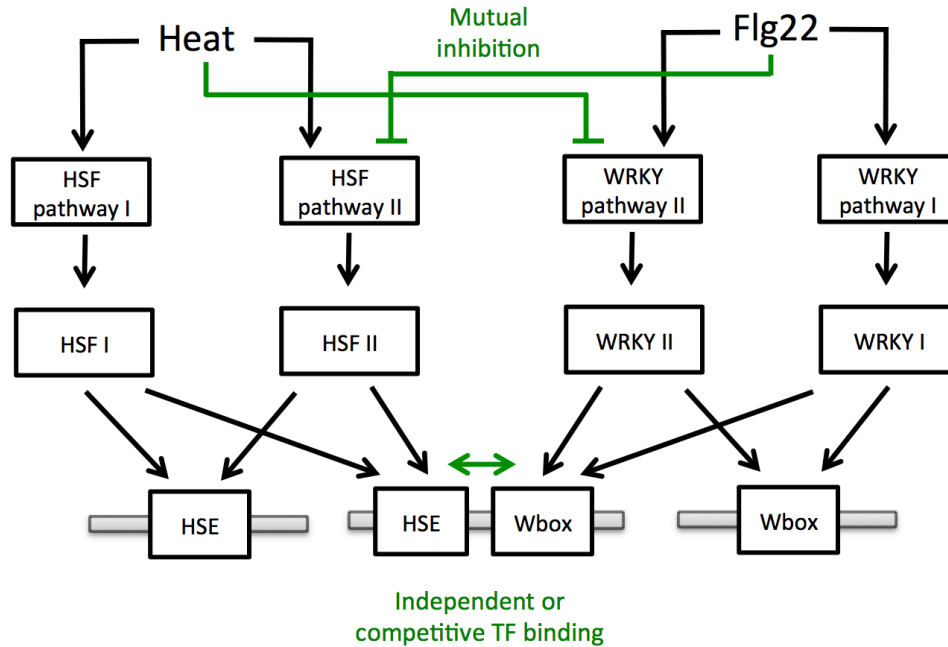 Heat
Mutual
inhibition
Flg22
HSF
pathway I
HSF
pathway II
WRKY
pathway II
WRKY
pathway I
HSF I
HSF II
WRKY II
WRKY I
HSE
HSE
Wbox
Wbox
Independent or
competitive TF binding